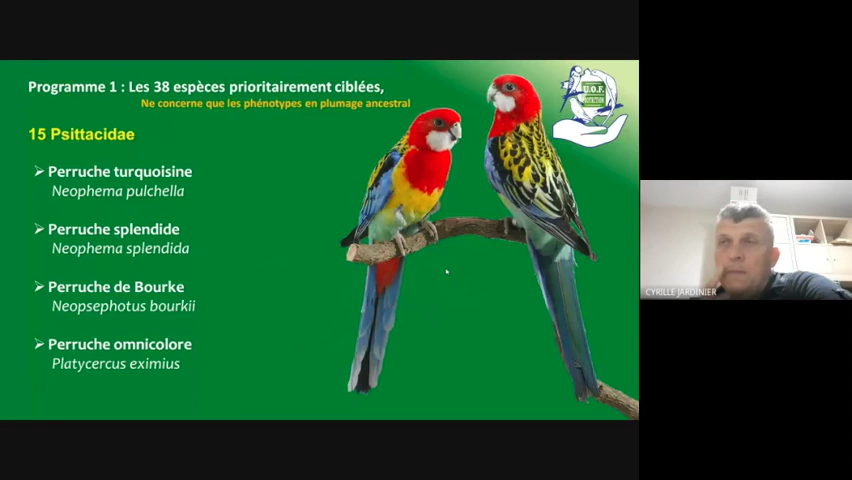 Programme 1 : Les 38 espèces prioritairement ciblées,
Ne concerne que les phénotypes en plumage ancestral
15 Psittacidae
Perruche turquoisine
Neophema pulchella
Perruche splendide
Neophema splendida
Perruche de Bourke
Neopsephotus bourkii
Perruche omnicolore
Platycercus eximius
U.O.F.
CYRILLE JARDINIER